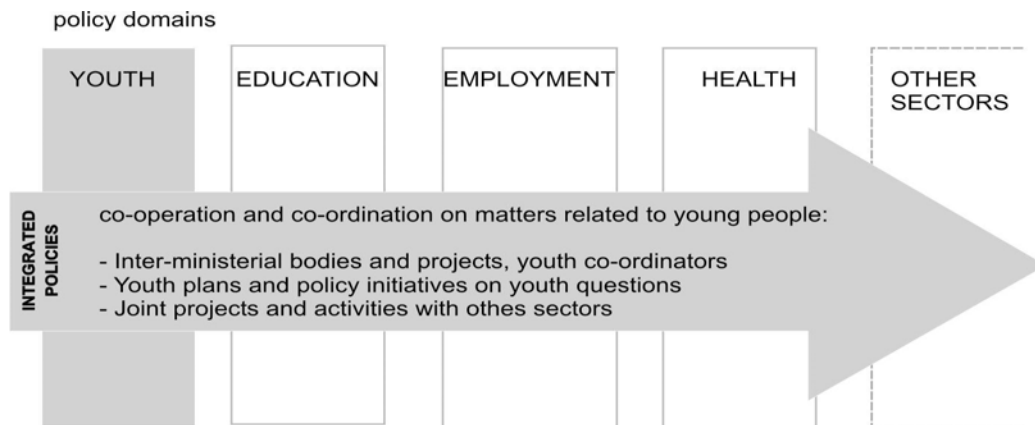 policy domains
YOUTH
EDUCATION
EMPLOYMENT
HEALTH
OTHER
SECTORS
INTEGRATED
POLICIES
co-operation and co-ordination on matters related to young people:
- Inter-ministerial bodies and projects, youth co-ordinators
- Youth plans and policy initiatives on youth questions
- Joint projects and activities with othes sectors